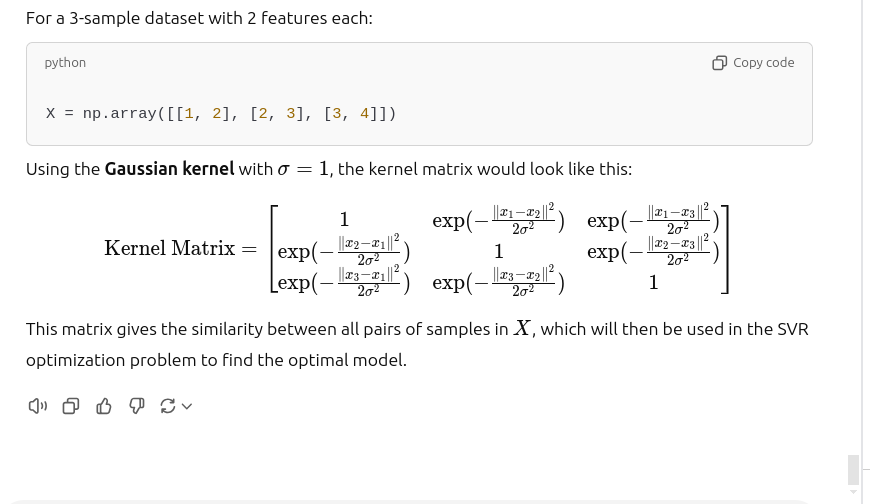 For a 3-sample dataset with 2 features each:
python
Copy code
X = np.array([[1, 2], [2, 3], [3, 4]])
Using the Gaussian kernel with σ = 1, the kernel matrix would look like this:
Kernel Matrix = [ 1 exp(−‖x₁−x₂‖²/2σ²) exp(−‖x₁−x₃‖²/2σ²)
exp(−‖x₂−x₁‖²/2σ²) 1 exp(−‖x₂−x₃‖²/2σ²)
exp(−‖x₃−x₁‖²/2σ²) exp(−‖x₃−x₂‖²/2σ²) 1 ]
This matrix gives the similarity between all pairs of samples in X, which will then be used in the SVR
optimization problem to find the optimal model.